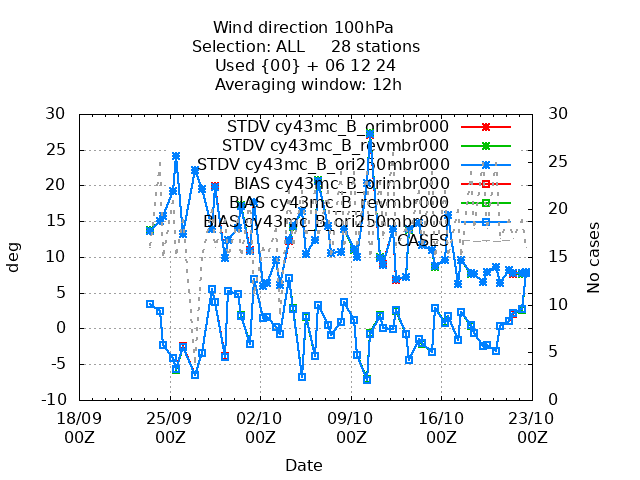 Wind direction 100hPa
Selection: ALL 28 stations
Used {00} + 06 12 24
Averaging window: 12h
30 30
STDV cy43mc_B_orimbr000
STDV cy43mc_B_revmbr000
25 25
STDV cy43mc_B_ori250mbr000
BIAS cy43mc_B_orimbr000
20 20
BIAS cy43mc_B_revmbr000
BIAS cy43mc_B_ori250mbr000
15 15
CASES
deg
No cases
10
5 10
0
-5 5
-10 0
18/09 25/09 02/10 09/10 16/10 23/10
00Z 00Z 00Z 00Z 00Z 00Z
Date